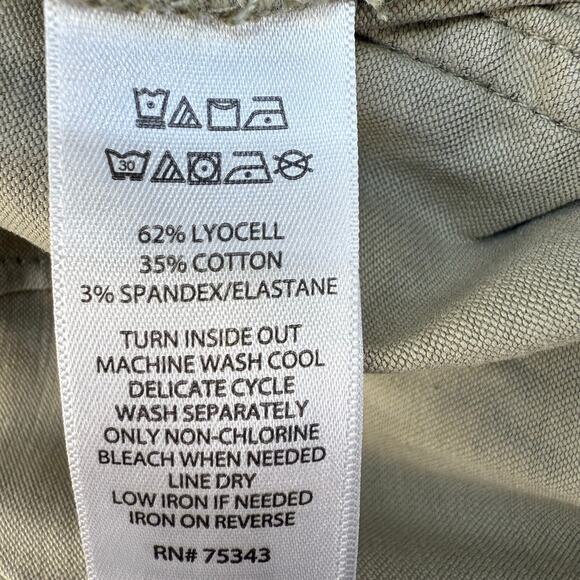 30
62% LYOCELL
35% COTTON
3% SPANDEX/ELASTANE
TURN INSIDE OUT
MACHINE WASH COOL
DELICATE CYCLE
WASH SEPARATELY
ONLY NON-CHLORINE
BLEACH WHEN NEEDED
LINE DRY
LOW IRON IF NEEDED
IRON ON REVERSE
RN# 75343